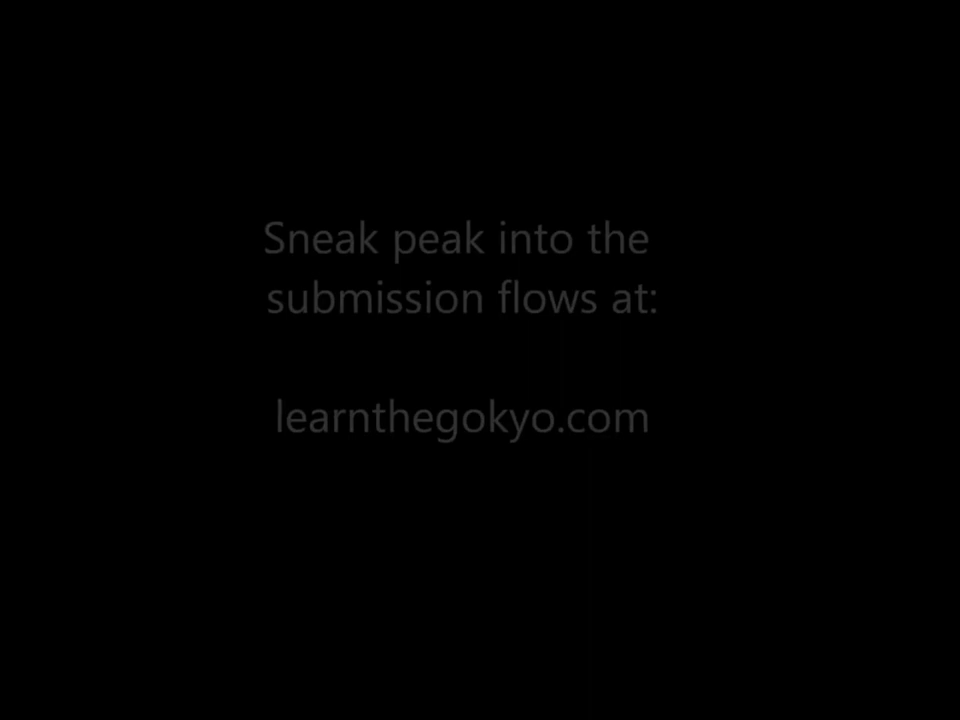 Sneak peak into the
submission flows at:
learnthegokyo.com